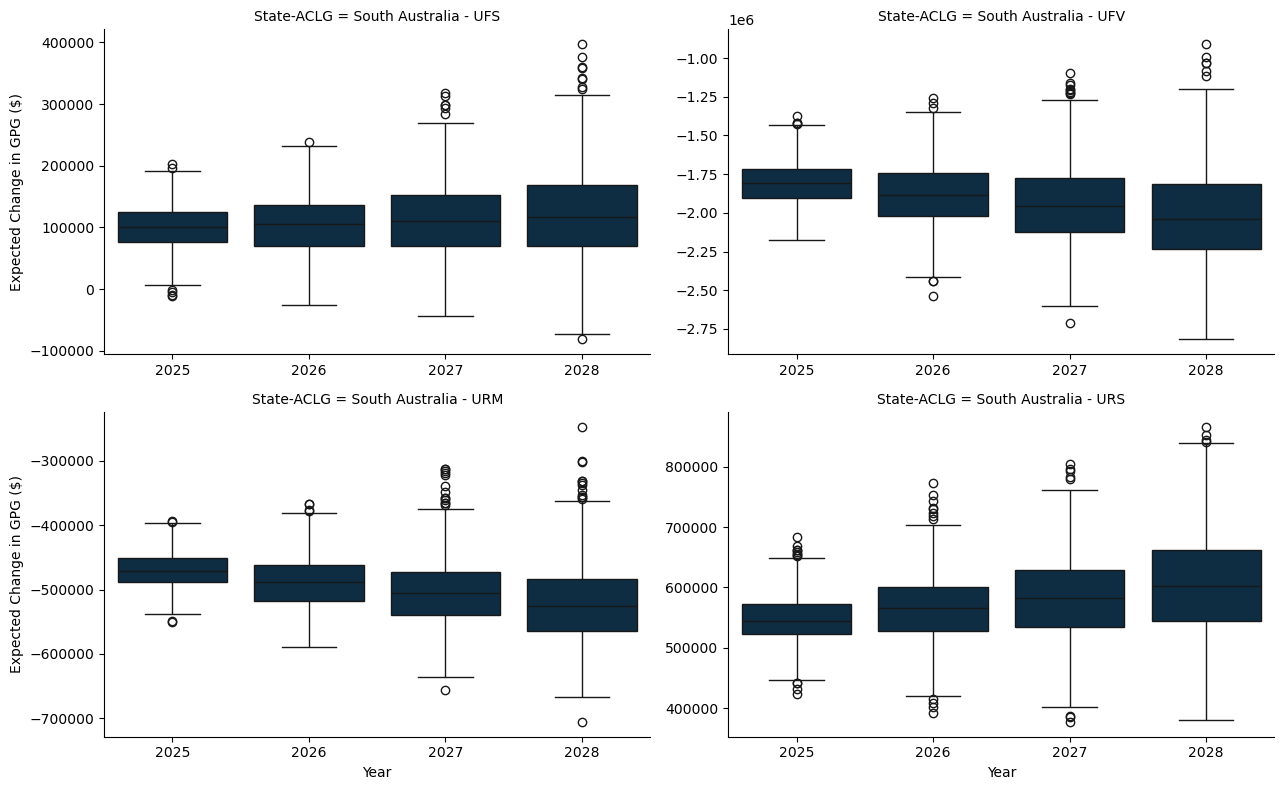 State-ACLG = South Australia - UFS
Expected Change in GPG ($)
400000
300000
200000
100000
0
−100000
2025 2026 2027 2028
State-ACLG = South Australia - UFV
1e6
−1.00
−1.25
−1.50
−1.75
−2.00
−2.25
−2.50
−2.75
2025 2026 2027 2028
State-ACLG = South Australia - URM
Expected Change in GPG ($)
−300000
−400000
−500000
−600000
−700000
2025 2026 2027 2028
Year
State-ACLG = South Australia - URS
800000
700000
600000
500000
400000
2025 2026 2027 2028
Year